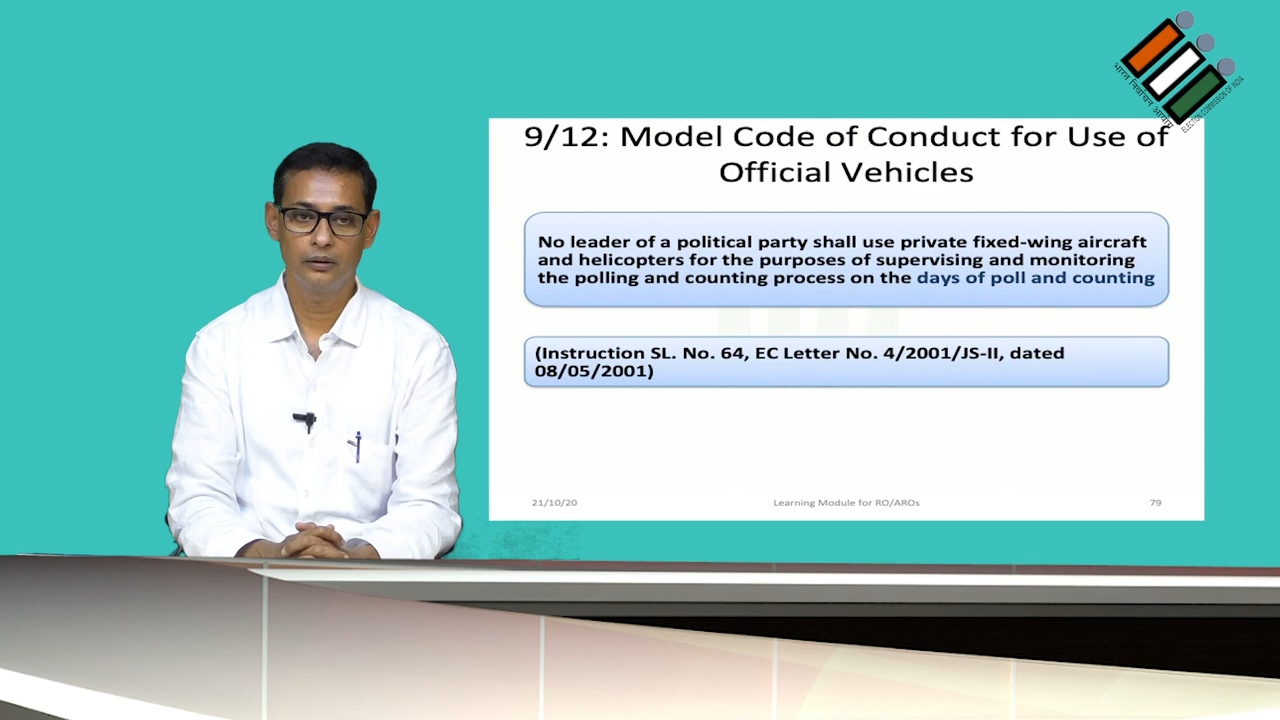 भारत निर्वाचन आयोग
ELECTION COMMISSION OF INDIA
9/12: Model Code of Conduct for Use of
Official Vehicles
No leader of a political party shall use private fixed-wing aircraft
and helicopters for the purposes of supervising and monitoring
the polling and counting process on the days of poll and counting
(Instruction SL. No. 64, EC Letter No. 4/2001/JS-II, dated
08/05/2001)
21/10/20
Learning Module for RO/AROs
79